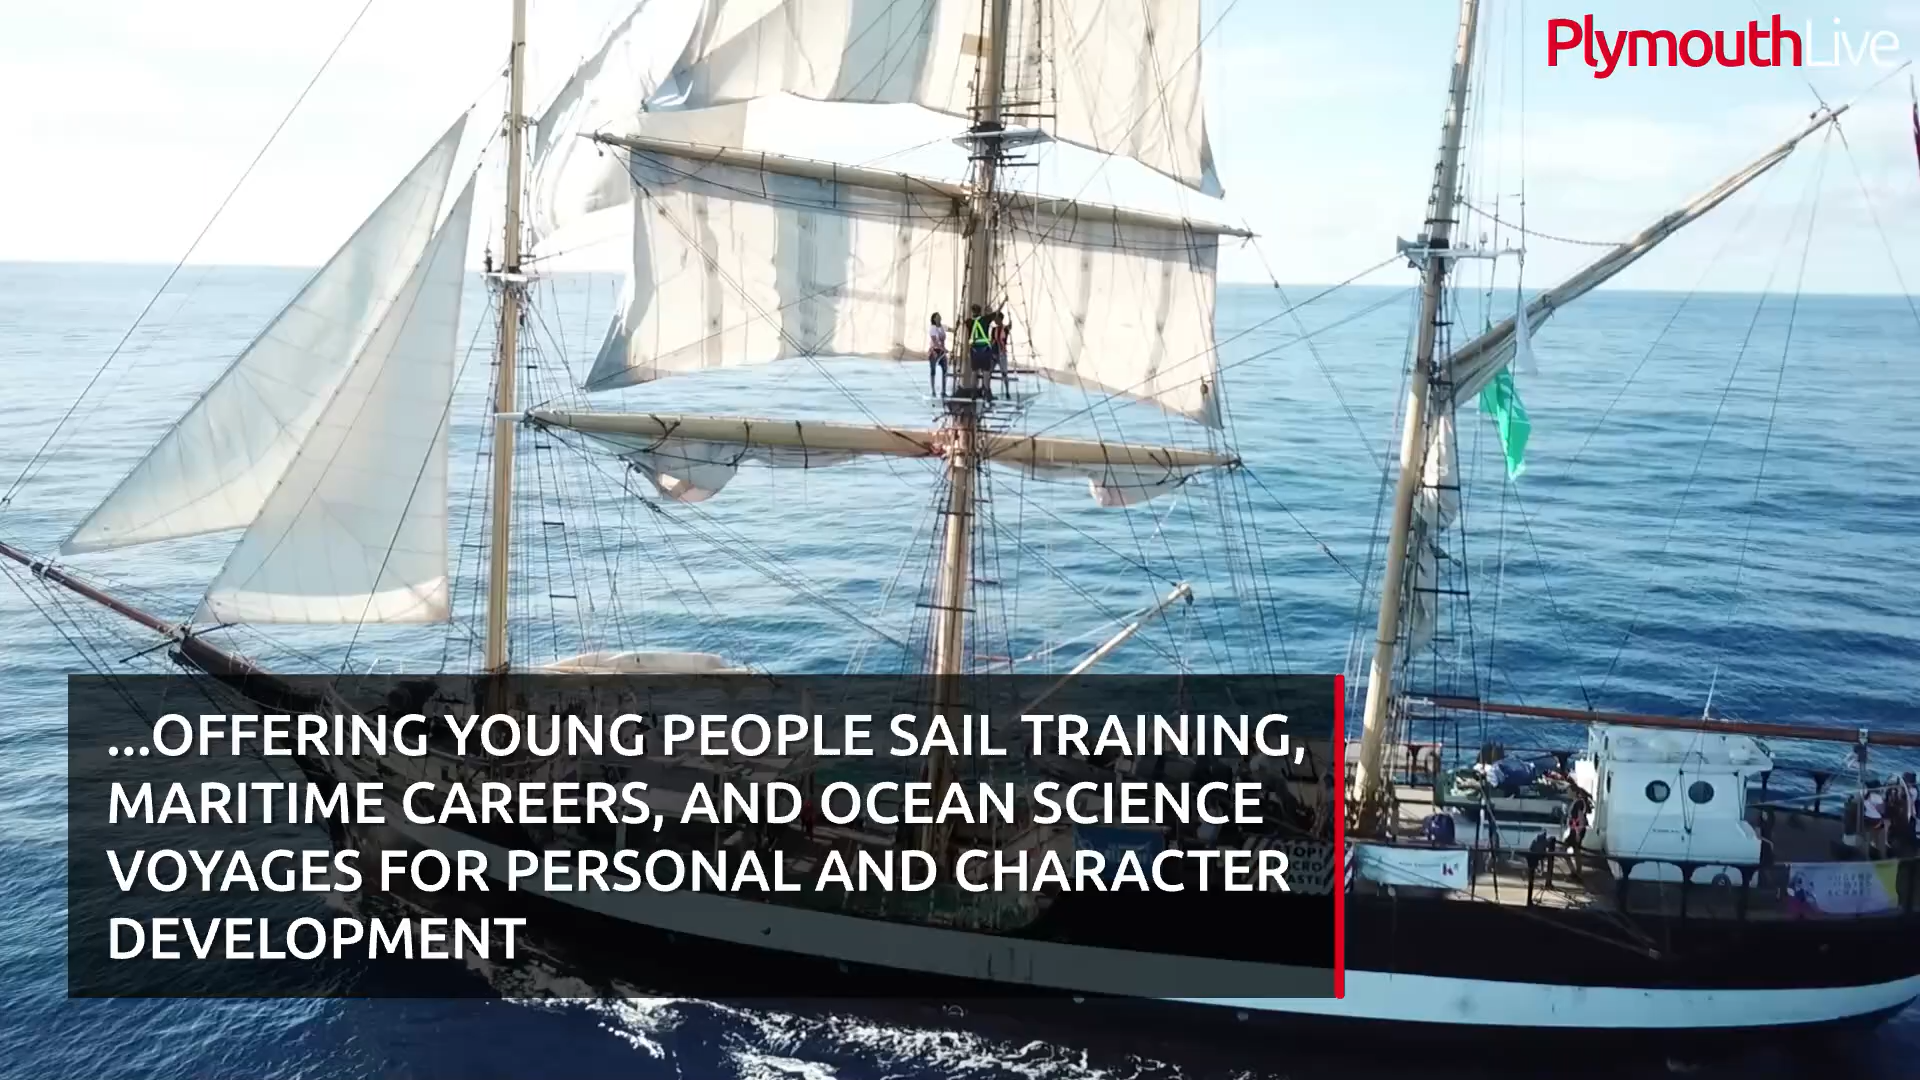 PlymouthLive
...OFFERING YOUNG PEOPLE SAIL TRAINING,
MARITIME CAREERS, AND OCEAN SCIENCE
VOYAGES FOR PERSONAL AND CHARACTER
DEVELOPMENT